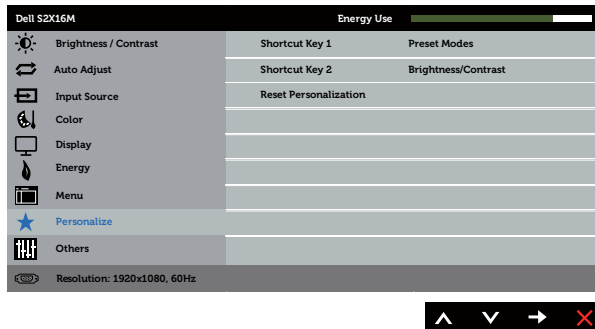 Dell S2X16M Energy Use
Brightness / Contrast Shortcut Key 1 Preset Modes
Auto Adjust Shortcut Key 2 Brightness/Contrast
Input Source Reset Personalization
Color
Display
Energy
Menu
Personalize
Others
Resolution: 1920x1080, 60Hz